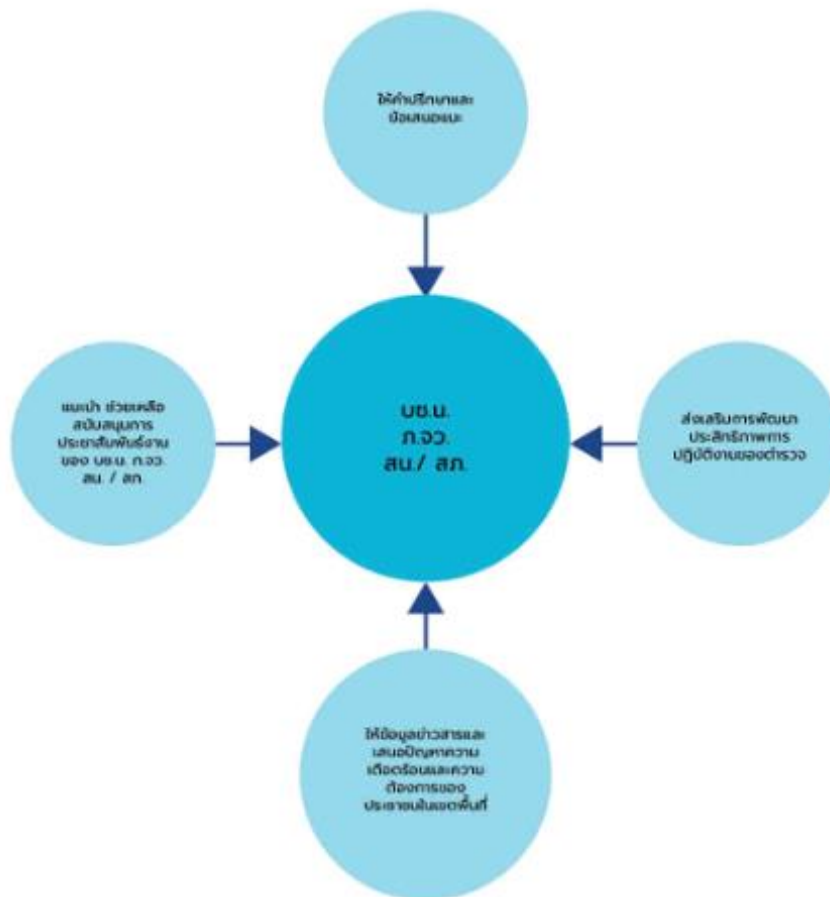 ให้คำปรึกษาและ
ข้อเสนอแนะ
แนะนำ ช่วยเหลือ
สนับสนุนการ
ประชาสัมพันธ์งาน
ของ บช.น. ภ.จว.
สน. / สภ.
บช.น.
ภ.จว.
สน./ สภ.
ส่งเสริมการพัฒนา
ประสิทธิภาพการ
ปฏิบัติงานของตำรวจ
ให้ข้อมูลข่าวสารและ
เสนอปัญหาความ
เดือดร้อนและความ
ต้องการของ
ประชาชนในเขตพื้นที่